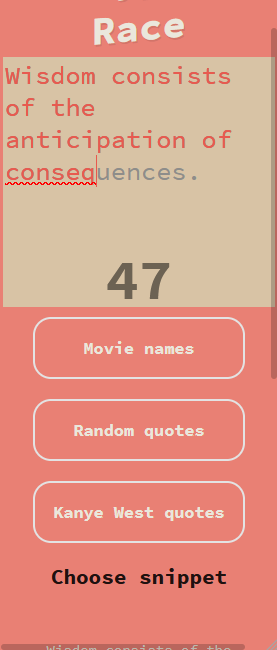 Race
Wisdom consists
of the
anticipation of
consequences.
47
Movie names
Random quotes
Kanye West quotes
Choose snippet
Wisdom consists of the